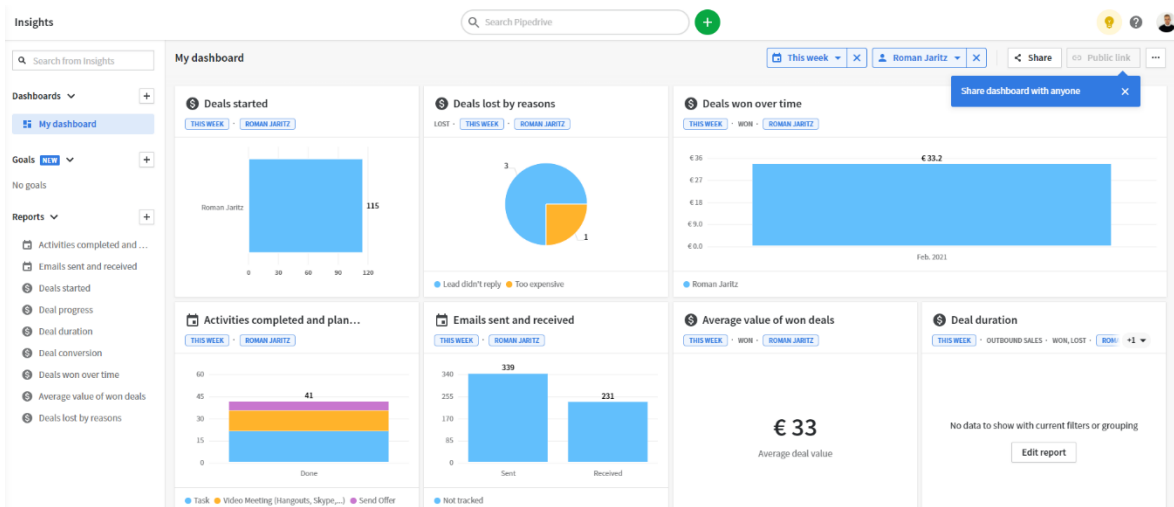 Insights
Search Pipedrive
Search from Insights
Dashboards
My dashboard
Goals NEW
No goals
Reports
Activities completed and ...
Emails sent and received
Deals started
Deal progress
Deal duration
Deal conversion
Deals won over time
Average value of won deals
Deals lost by reasons
My dashboard
This week
Roman Jaritz
Share
Public link
Share dashboard with anyone
Deals started
THIS WEEK · ROMAN JARITZ
Roman Jaritz
115
0 30 60 90 120
Deals lost by reasons
LOST · THIS WEEK · ROMAN JARITZ
3
1
Lead didn't reply Too expensive
Deals won over time
THIS WEEK · WON · ROMAN JARITZ
€ 36
€ 27
€ 18
€ 9.0
€ 0.0
€ 33.2
Feb. 2021
Roman Jaritz
Activities completed and plan...
THIS WEEK · ROMAN JARITZ
60
45
30
15
0
41
Done
Task Video Meeting (Hangouts, Skype,...) Send Offer
Emails sent and received
THIS WEEK · ROMAN JARITZ
340
255
170
85
0
339
231
Sent Received
Not tracked
Average value of won deals
THIS WEEK · WON · ROMAN JARITZ
€ 33
Average deal value
Deal duration
THIS WEEK · OUTBOUND SALES · WON, LOST · ROM +1
No data to show with current filters or grouping
Edit report